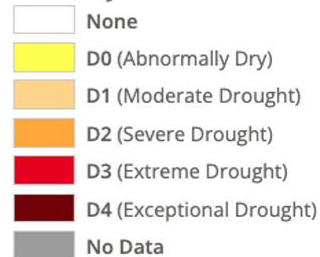 None
D0 (Abnormally Dry)
D1 (Moderate Drought)
D2 (Severe Drought)
D3 (Extreme Drought)
D4 (Exceptional Drought)
No Data